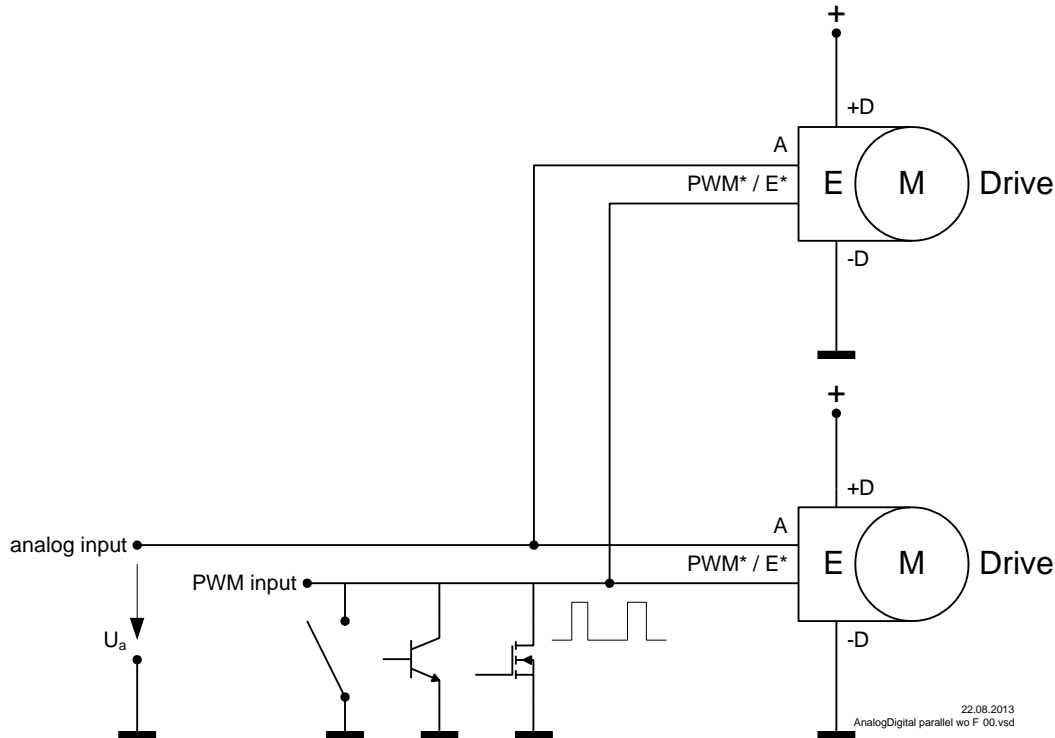 +
+D
A
PWM* / E*
E
M
Drive
-D
+
+D
analog input
A
PWM input
PWM* / E*
E
M
Drive
Ua
-D
22.08.2013
AnalogDigital parallel wo F 00.vsd